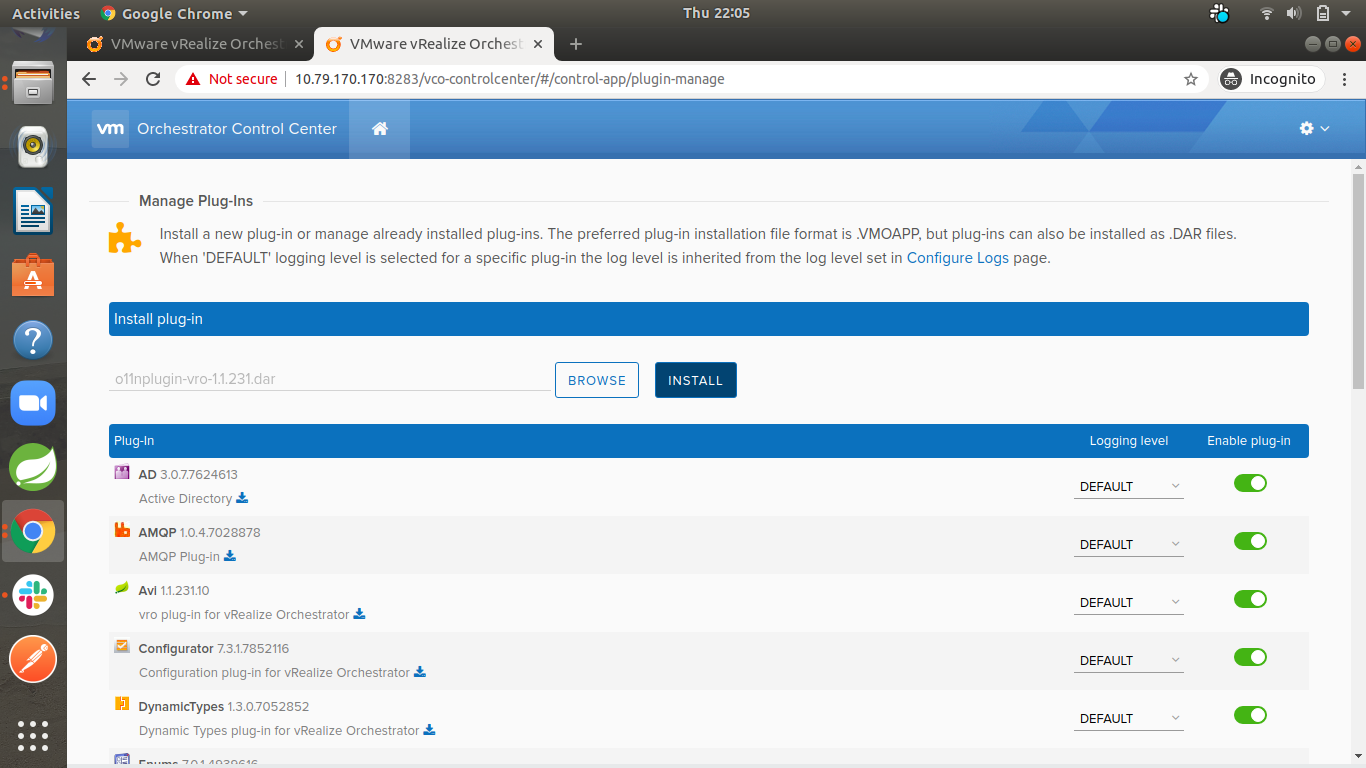 Activities
Google Chrome
Thu 22:05
VMware vRealize Orchest
VMware vRealize Orchest
Not secure
10.79.170.170:8283/vco-controlcenter/#/control-app/plugin-manage
Incognito
vm
Orchestrator Control Center
Manage Plug-Ins
Install a new plug-in or manage already installed plug-ins. The preferred plug-in installation file format is .VMOAPP, but plug-ins can also be installed as .DAR files.
When 'DEFAULT' logging level is selected for a specific plug-in the log level is inherited from the log level set in Configure Logs page.
Install plug-in
o11nplugin-vro-1.1.231.dar
BROWSE
INSTALL
Plug-In
Logging level
Enable plug-in
AD 3.0.7.7624613
Active Directory
DEFAULT
AMQP 1.0.4.7028878
AMQP Plug-in
DEFAULT
Avi 1.1.231.10
vro plug-in for vRealize Orchestrator
DEFAULT
Configurator 7.3.1.7852116
Configuration plug-in for vRealize Orchestrator
DEFAULT
DynamicTypes 1.3.0.7052852
Dynamic Types plug-in for vRealize Orchestrator
DEFAULT
Enums 7.0.1.4939616